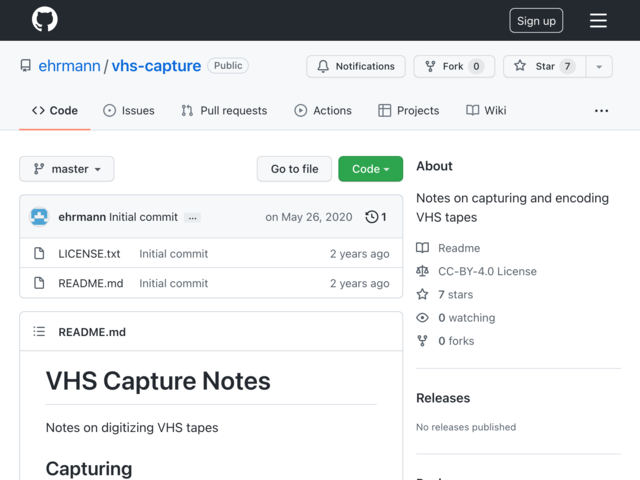 Sign up
ehrmann / vhs-capture Public
Notifications
Fork 0
Star 7
Code
Issues
Pull requests
Actions
Projects
Wiki
master
Go to file
Code
ehrmann Initial commit ... on May 26, 2020 1
LICENSE.txt Initial commit 2 years ago
README.md Initial commit 2 years ago
README.md
VHS Capture Notes
Notes on digitizing VHS tapes
Capturing
About
Notes on capturing and encoding
VHS tapes
Readme
CC-BY-4.0 License
7 stars
0 watching
0 forks
Releases
No releases published